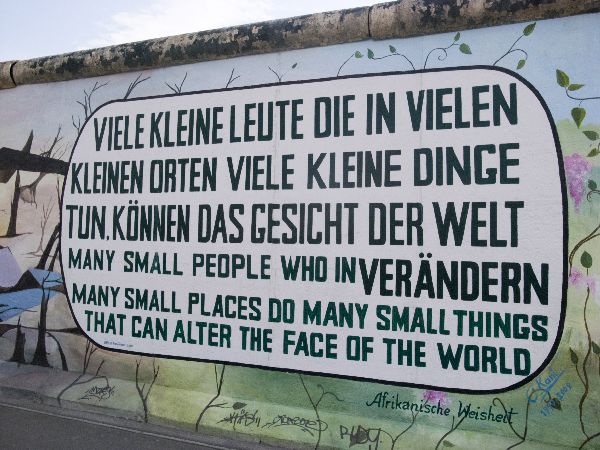 VIELE KLEINE LEUTE DIE IN VIELEN
KLEINEN ORTEN VIELE KLEINE DINGE
TUN, KÖNNEN DAS GESICHT DER WELT
MANY SMALL PEOPLE WHO IN VERÄNDERN
MANY SMALL PLACES DO MANY SMALL THINGS
THAT CAN ALTER THE FACE OF THE WORLD
Afrikanische Weisheit